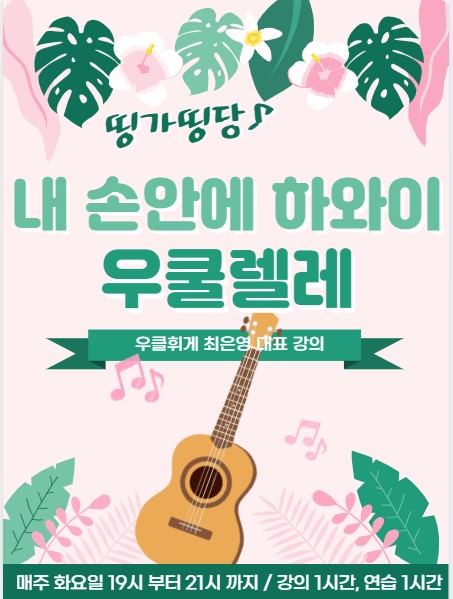 띵가띵당♪
내 손안에 하와이
우쿨렐레
우클휘게 최은영 대표 강의
매주 화요일 19시 부터 21시 까지 / 강의 1시간, 연습 1시간